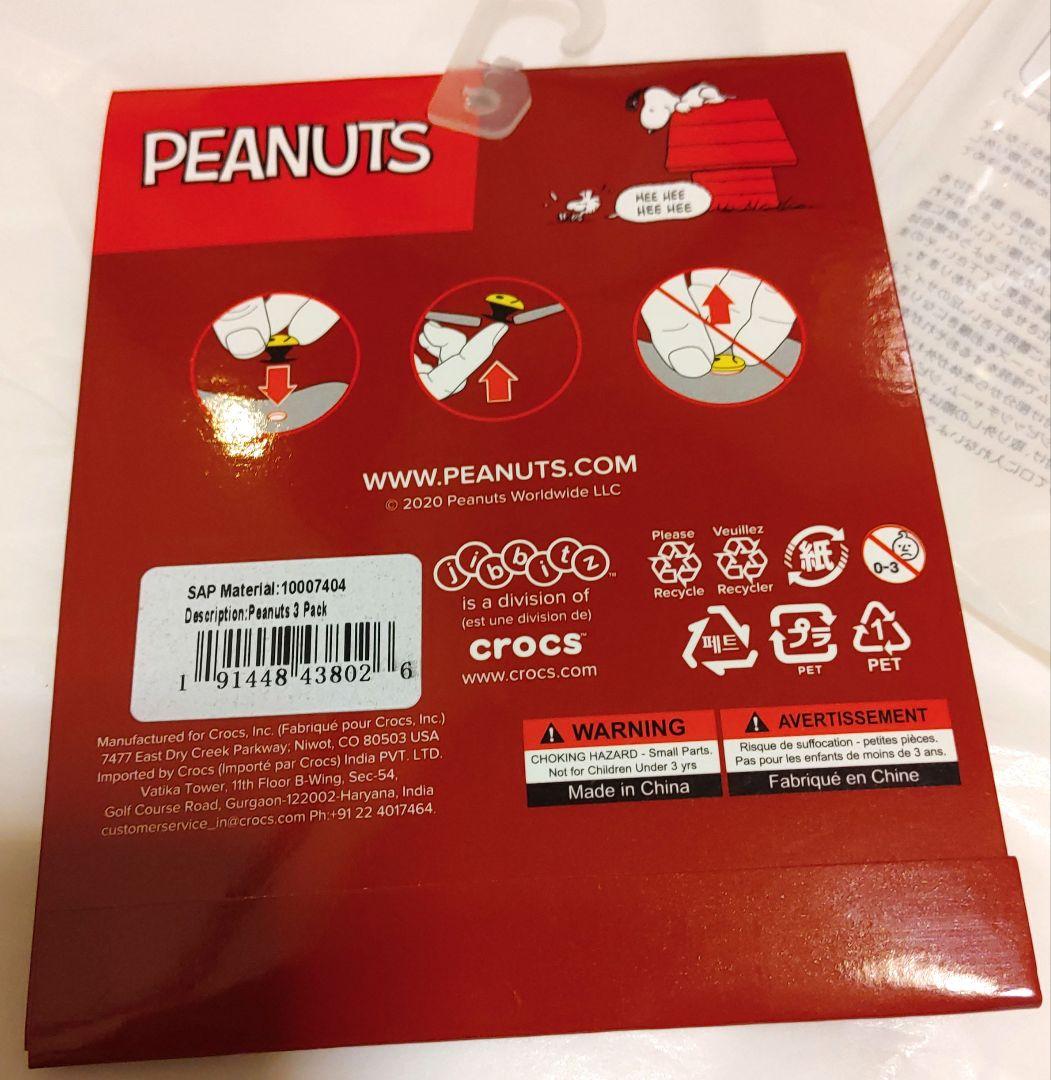 PEANUTS
HEE HEE
HEE HEE
WWW.PEANUTS.COM
© 2020 Peanuts Worldwide LLC
SAP Material:10007404
Description:Peanuts 3 Pack
1 91448 43802 6
jibbitz™
is a division of
(est une division de)
crocs™
www.crocs.com
Please
Recycle
Veuillez
Recycler
紙
0-3
페트
プラ
PET
1
PET
Manufactured for Crocs, Inc. (Fabriqué pour Crocs, Inc.)
7477 East Dry Creek Parkway; Niwot, CO 80503 USA
Imported by Crocs (Importé par Crocs) India PVT. LTD.
Vatika Tower, 11th Floor B-Wing, Sec-54,
Golf Course Road, Gurgaon-122002-Haryana, India
customerservice_in@crocs.com Ph:+91 22 4017464.
WARNING
CHOKING HAZARD - Small Parts.
Not for Children Under 3 yrs
Made in China
AVERTISSEMENT
Risque de suffocation - petites pièces.
Pas pour les enfants de moins de 3 ans.
Fabriqué en Chine